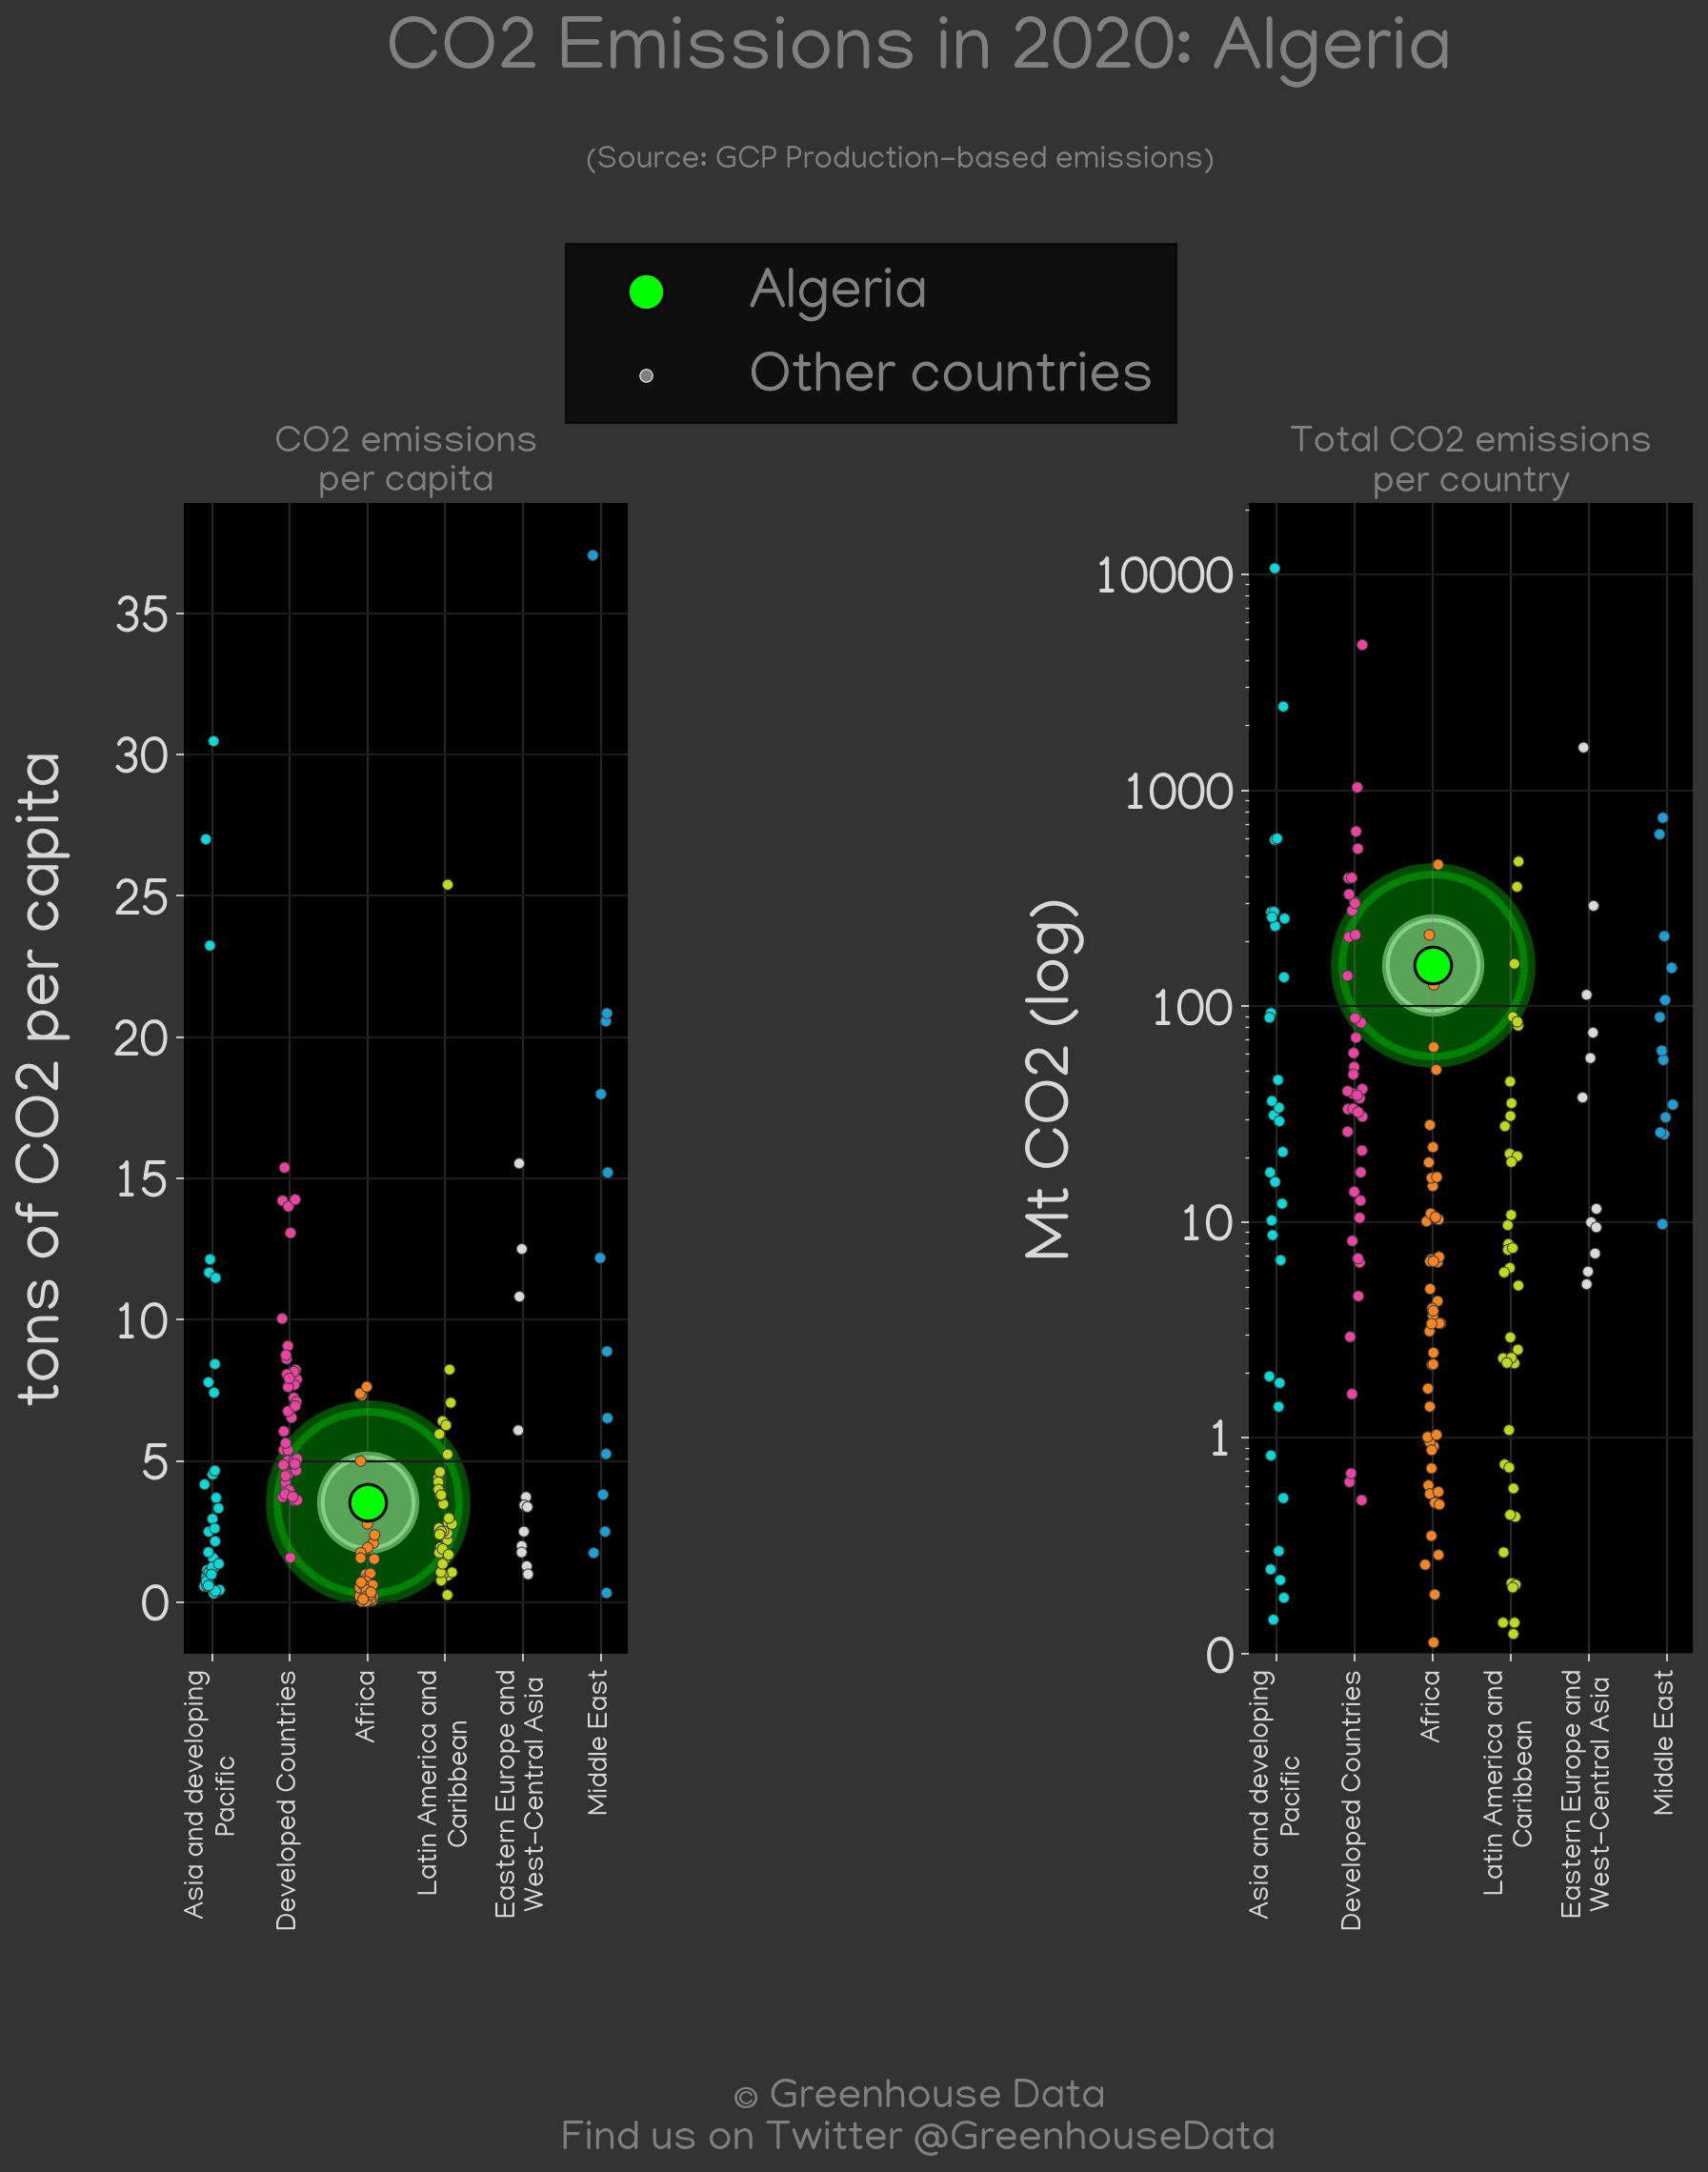 CO2 Emissions in 2020: Algeria
(Source: GCP Production-based emissions)
Algeria
Other countries
CO2 emissions
per capita
tons of CO2 per capita
35
30
25
20
15
10
5
0
Asia and developing
Pacific
Developed Countries
Africa
Latin America and
Caribbean
Eastern Europe and
West-Central Asia
Middle East
Total CO2 emissions
per country
Mt CO2 (log)
10000
1000
100
10
1
0
Asia and developing
Pacific
Developed Countries
Africa
Latin America and
Caribbean
Eastern Europe and
West-Central Asia
Middle East
© Greenhouse Data
Find us on Twitter @GreenhouseData